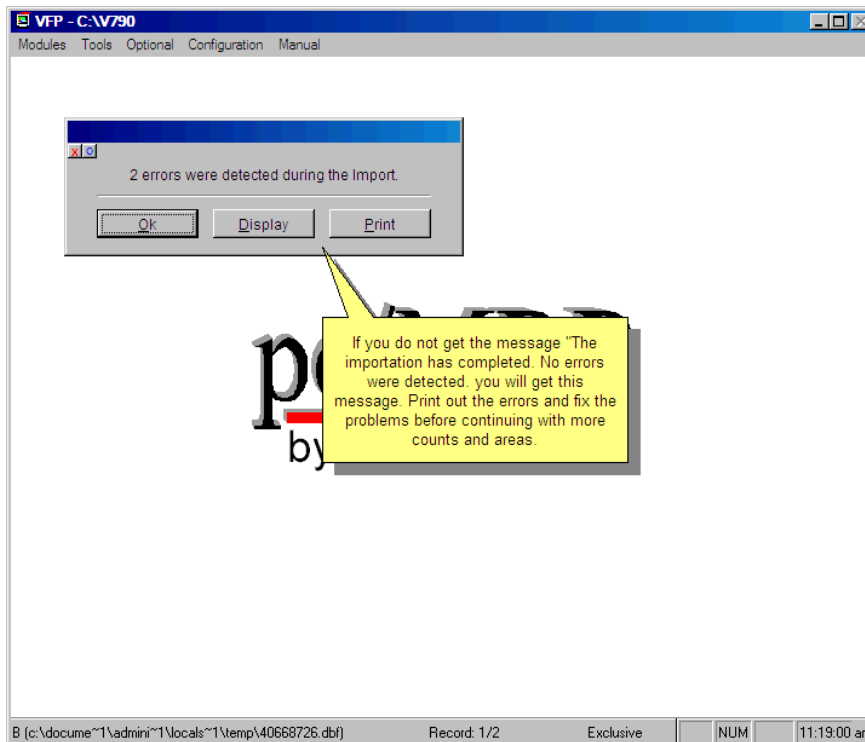 VFP - C:\V790
Modules Tools Optional Configuration Manual
2 errors were detected during the Import.
Ok Display Print
If you do not get the message "The
importation has completed. No errors
were detected. you will get this
message. Print out the errors and fix the
problems before continuing with more
counts and areas.
by
B (c:\docume~1\admini~1\locals~1\temp\40668726.dbf) Record: 1/2 Exclusive NUM 11:19:00 a